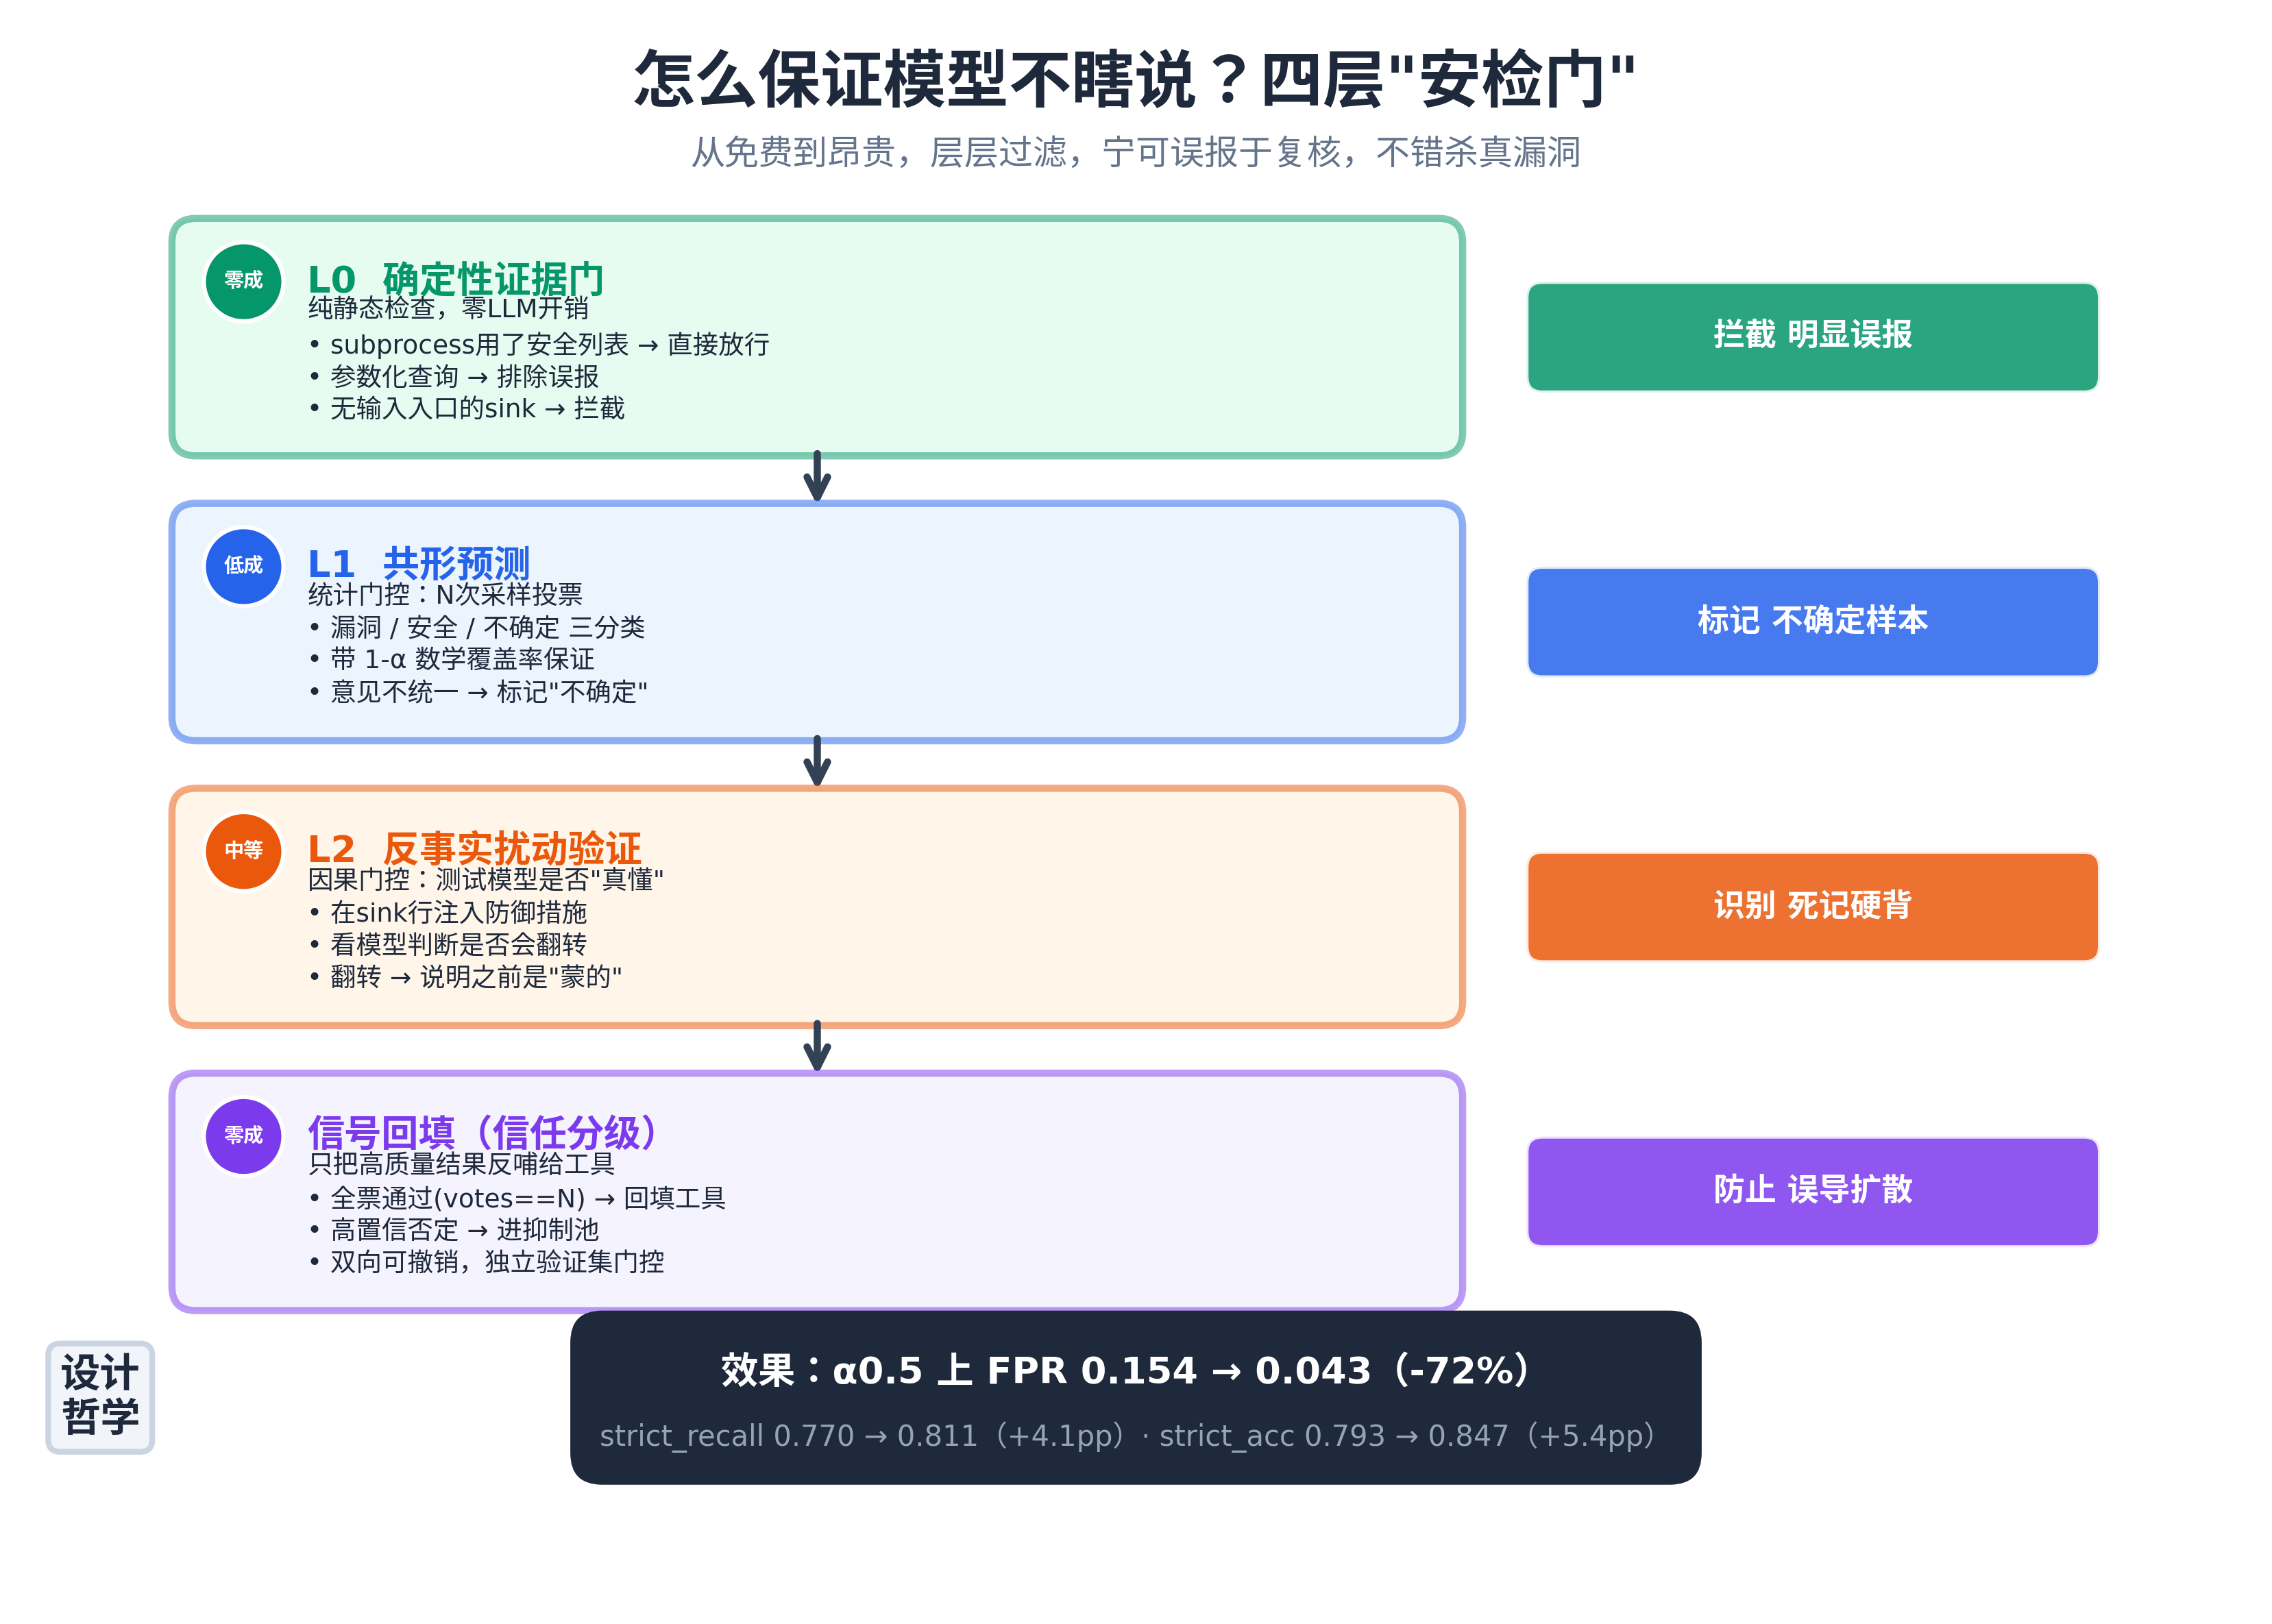 怎么保证模型不瞎说？四层"安检门"
从免费到昂贵，层层过滤，宁可误报于复核，不错杀真漏洞
零成
L0 确定性证据门
纯静态检查，零LLM开销
• subprocess用了安全列表 → 直接放行
• 参数化查询 → 排除误报
• 无输入入口的sink → 拦截
拦截 明显误报
低成
L1 共形预测
统计门控：N次采样投票
• 漏洞 / 安全 / 不确定 三分类
• 带 1-α 数学覆盖率保证
• 意见不统一 → 标记"不确定"
标记 不确定样本
中等
L2 反事实扰动验证
因果门控：测试模型是否"真懂"
• 在sink行注入防御措施
• 看模型判断是否会翻转
• 翻转 → 说明之前是"蒙的"
识别 死记硬背
零成
信号回填（信任分级）
只把高质量结果反哺给工具
• 全票通过(votes==N) → 回填工具
• 高置信否定 → 进抑制池
• 双向可撤销，独立验证集门控
防止 误导扩散
设计
哲学
效果：α0.5 上 FPR 0.154 → 0.043（-72%）
strict_recall 0.770 → 0.811（+4.1pp）· strict_acc 0.793 → 0.847（+5.4pp）